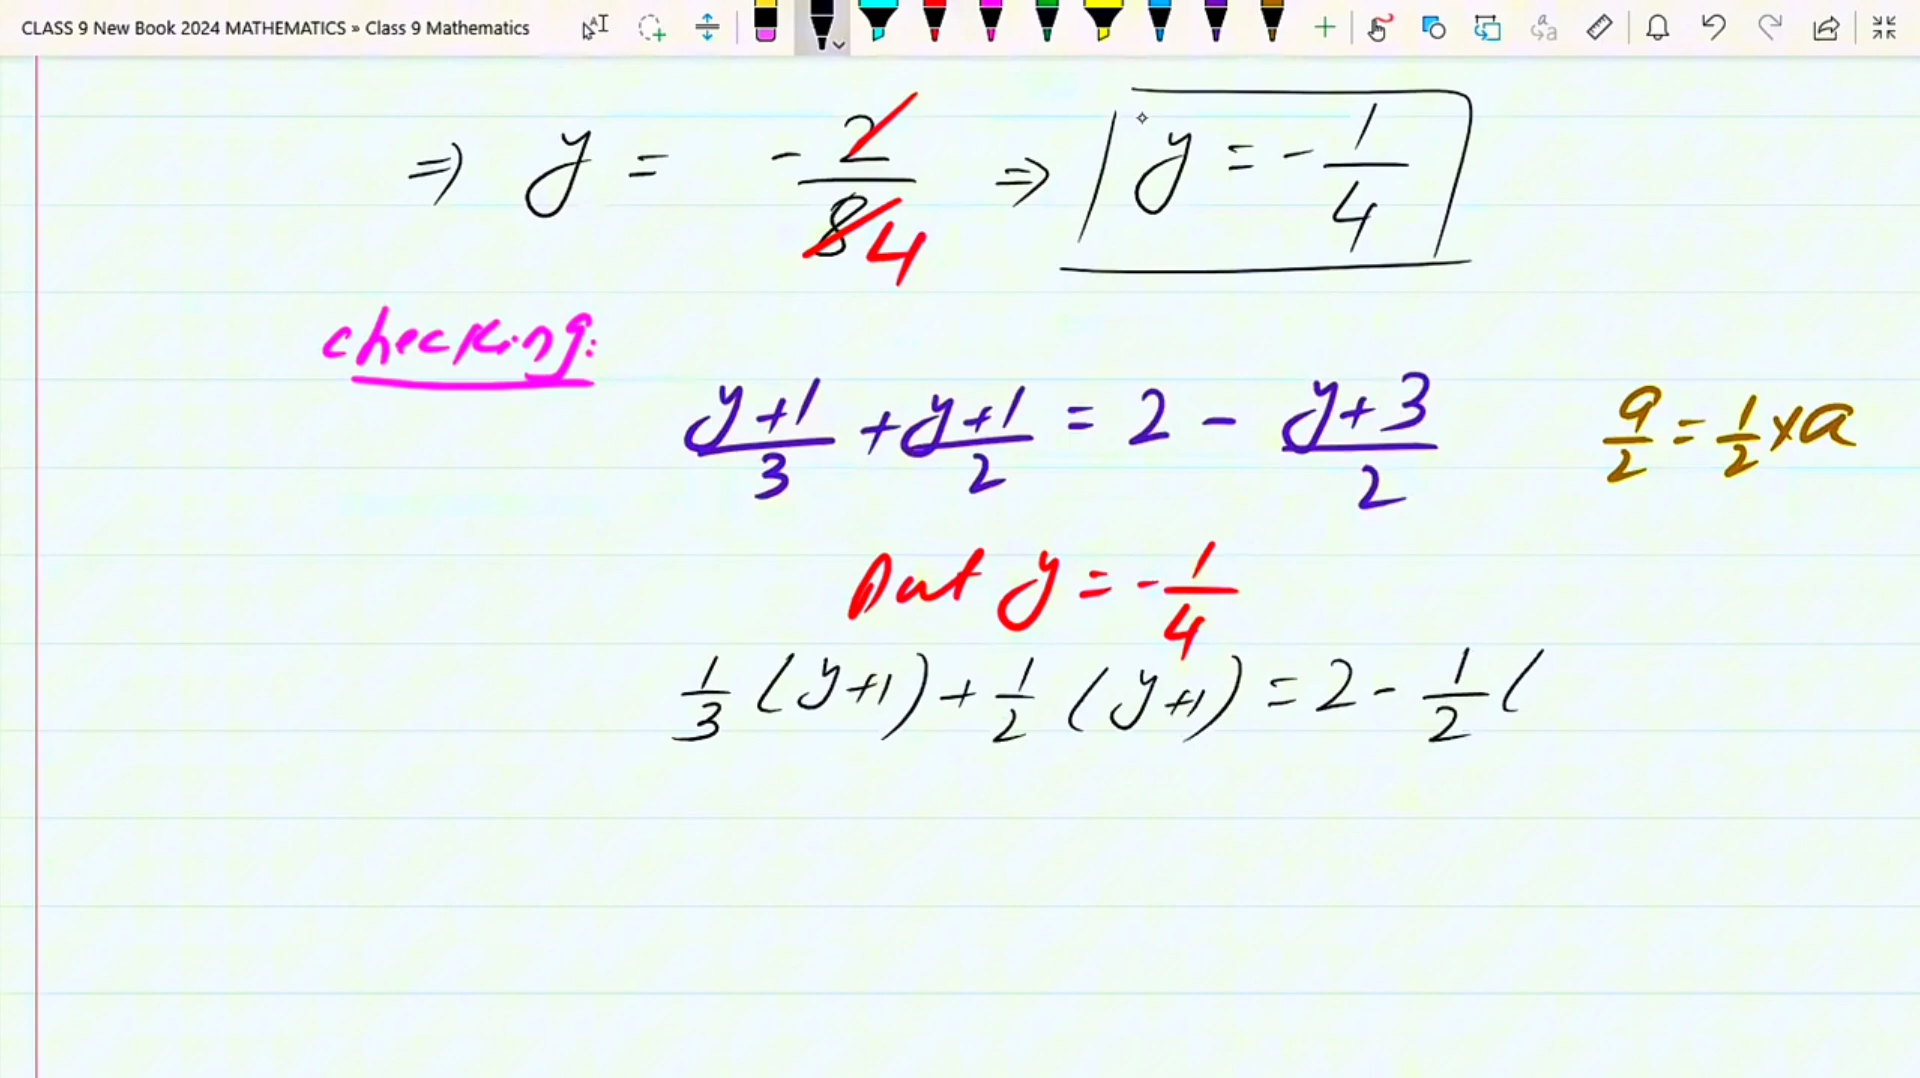 CLASS 9 New Book 2024 MATHEMATICS » Class 9 Mathematics
⇒ y = - 2/8 4 ⇒ y = - 1/4
checking:
y+1/3 + y+1/2 = 2 - y+3/2 a/2 = 1/2 × a
Put y = - 1/4
1/3 (y+1) + 1/2 (y+1) = 2 - 1/2 (